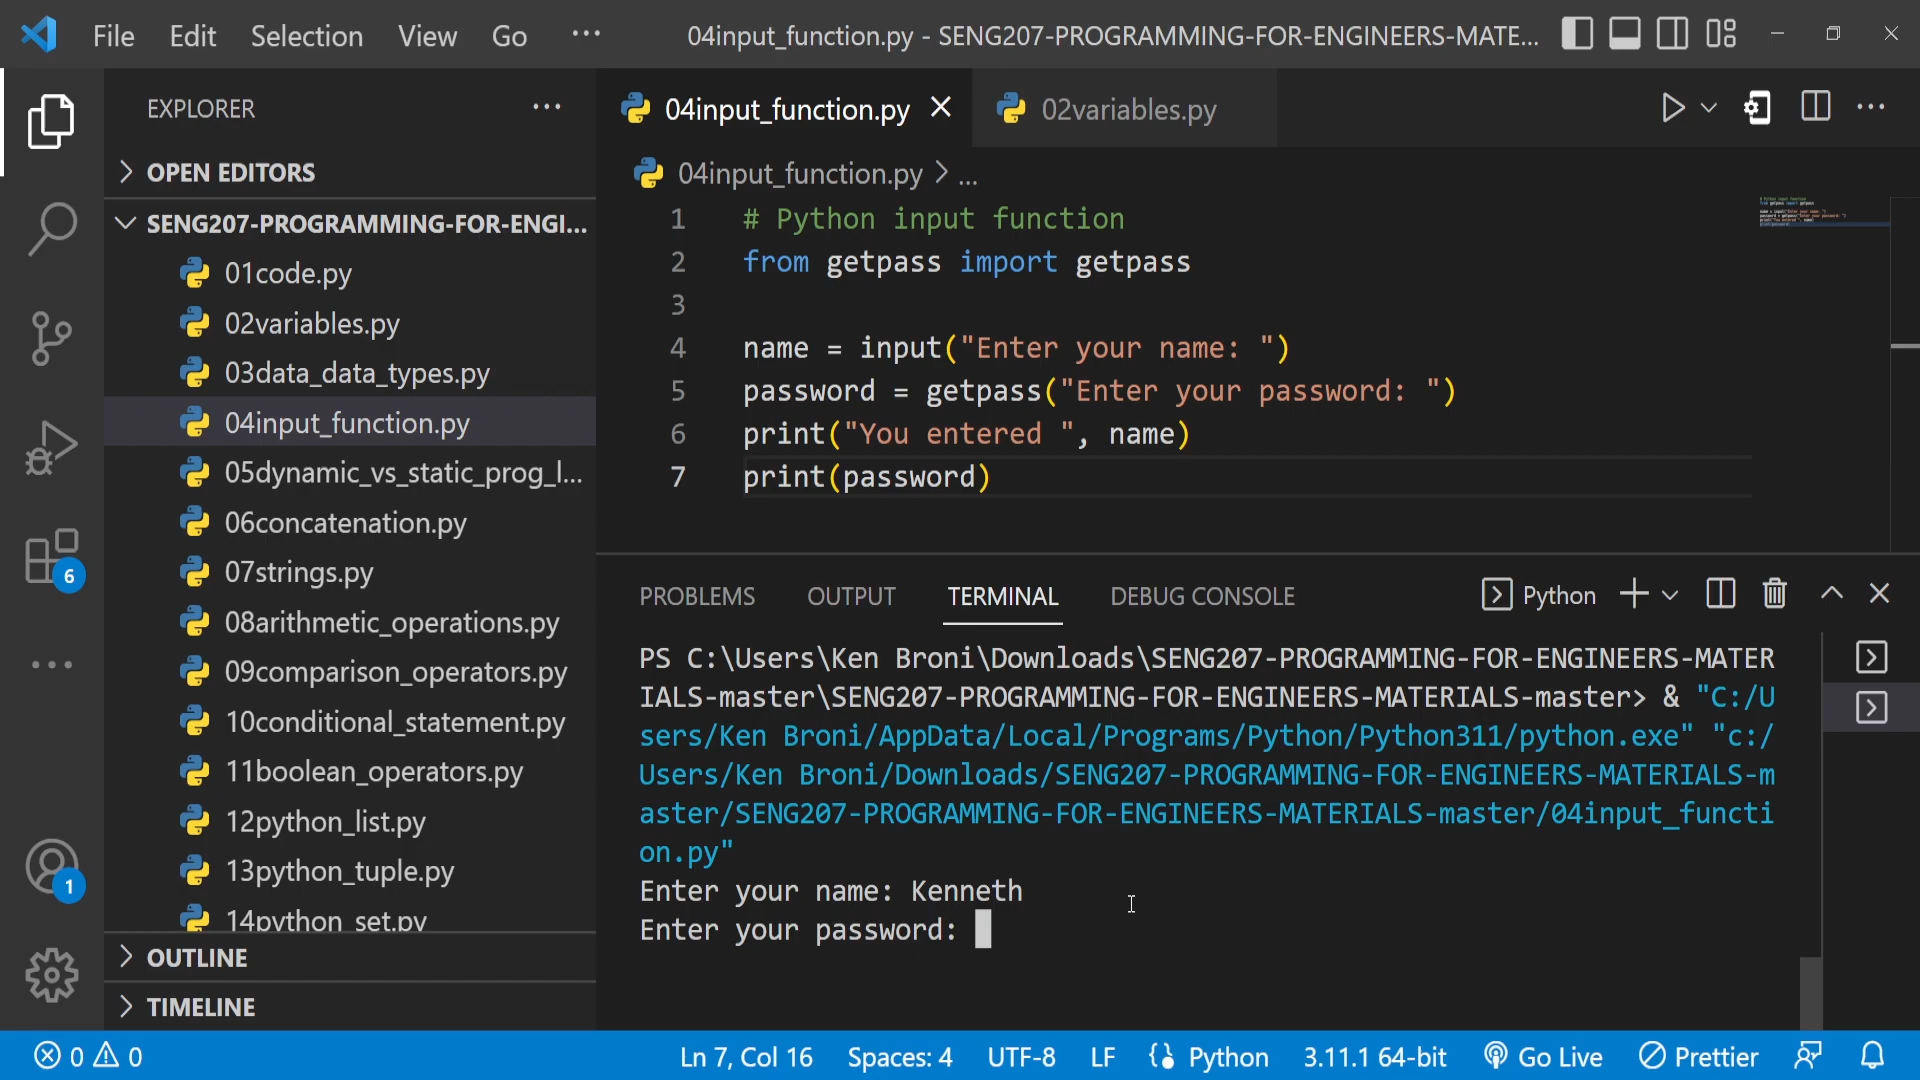 File Edit Selection View Go ··· 04input_function.py - SENG207-PROGRAMMING-FOR-ENGINEERS-MATE...
EXPLORER ···
OPEN EDITORS
SENG207-PROGRAMMING-FOR-ENGI...
01code.py
02variables.py
03data_data_types.py
04input_function.py
05dynamic_vs_static_prog_l...
06concatenation.py
07strings.py
08arithmetic_operations.py
09comparison_operators.py
10conditional_statement.py
11boolean_operators.py
12python_list.py
13python_tuple.py
14python_set.py
OUTLINE
TIMELINE
6
1
04input_function.py 02variables.py
04input_function.py > ...
1 # Python input function
2 from getpass import getpass
3
4 name = input("Enter your name: ")
5 password = getpass("Enter your password: ")
6 print("You entered ", name)
7 print(password)
PROBLEMS OUTPUT TERMINAL DEBUG CONSOLE Python
PS C:\Users\Ken Broni\Downloads\SENG207-PROGRAMMING-FOR-ENGINEERS-MATER
IALS-master\SENG207-PROGRAMMING-FOR-ENGINEERS-MATERIALS-master> & "C:/U
sers/Ken Broni/AppData/Local/Programs/Python/Python311/python.exe" "c:/
Users/Ken Broni/Downloads/SENG207-PROGRAMMING-FOR-ENGINEERS-MATERIALS-m
aster/SENG207-PROGRAMMING-FOR-ENGINEERS-MATERIALS-master/04input_functi
on.py"
Enter your name: Kenneth
Enter your password:
0 0 Ln 7, Col 16 Spaces: 4 UTF-8 LF Python 3.11.1 64-bit Go Live Prettier